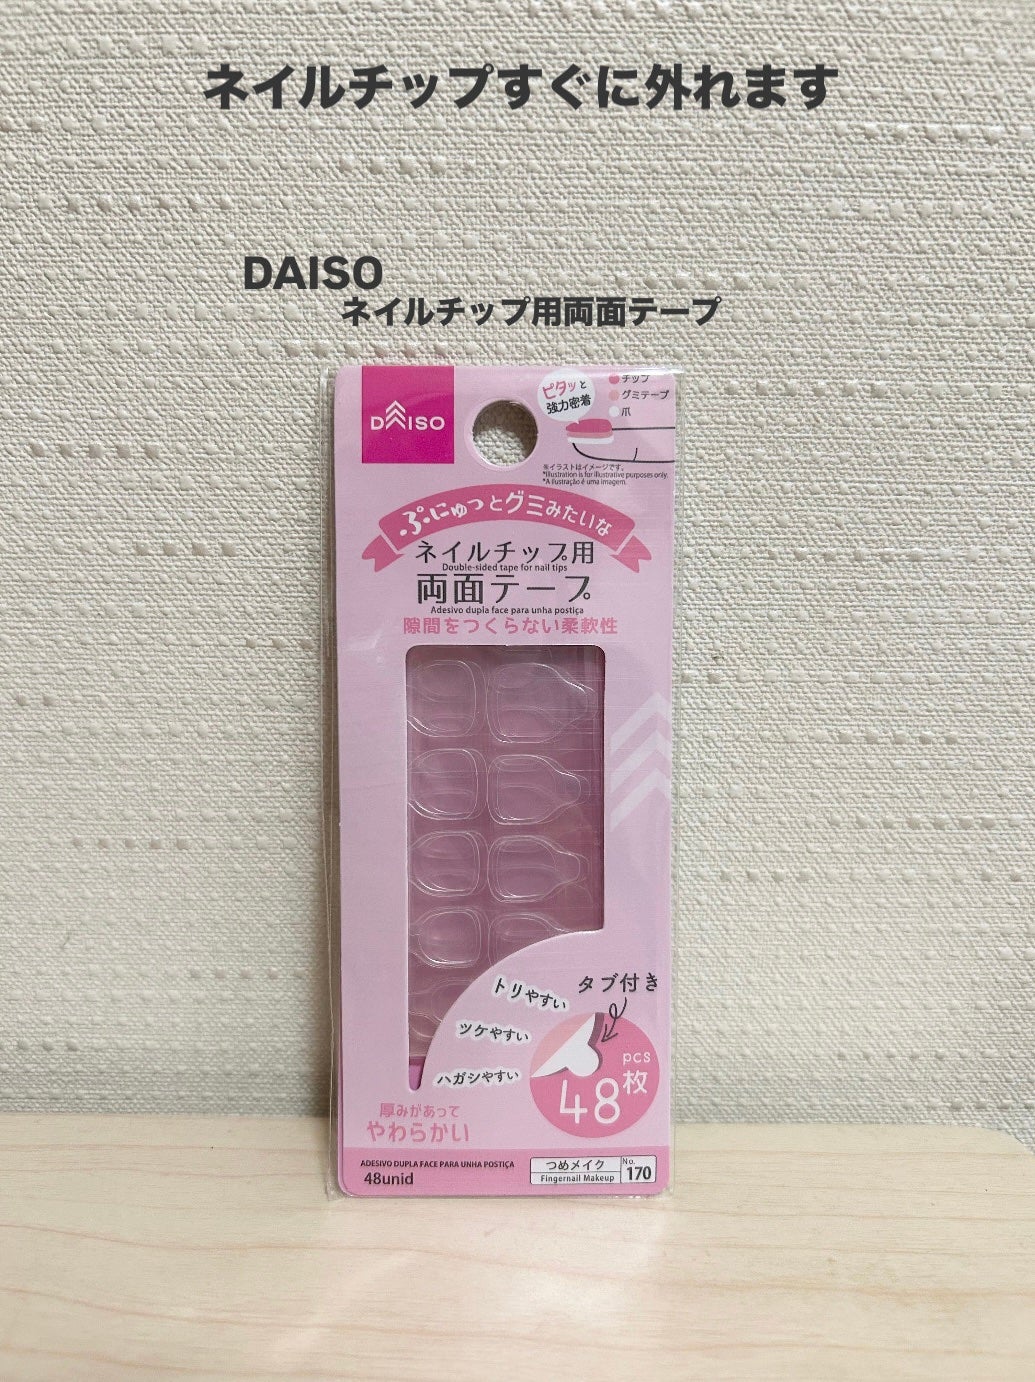 ネイルチップすぐに外れます
DAISO
ネイルチップ用両面テープ
DAISO
ピタッと
強力密着
チップ
グミテープ
爪
※イラストはイメージです。
*Illustration is for illustrative purposes only.
*A ilustração é uma imagem.
ぷにゅっとグミみたいな
ネイルチップ用
Double-sided tape for nail tips
両面テープ
Adesivo dupla face para unha postiça
隙間をつくらない柔軟性
トリやすい
タブ付き
ツケやすい
ハガシやすい
48pcs枚
厚みがあって
やわらかい
ADESIVO DUPLA FACE PARA UNHA POSTIÇA
48unid
つめメイク
Fingernail Makeup
No.
170